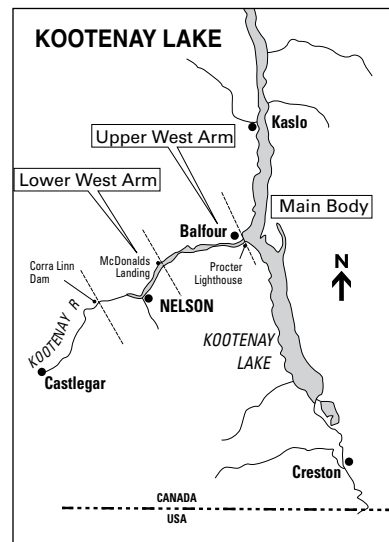 KOOTENAY LAKE
Kaslo
Upper West Arm
Lower West Arm
Main Body
Balfour
McDonalds
Landing
Procter
Lighthouse
Corra Linn
Dam
N
NELSON
KOOTENAY R
KOOTENAY
LAKE
Castlegar
Creston
CANADA
USA